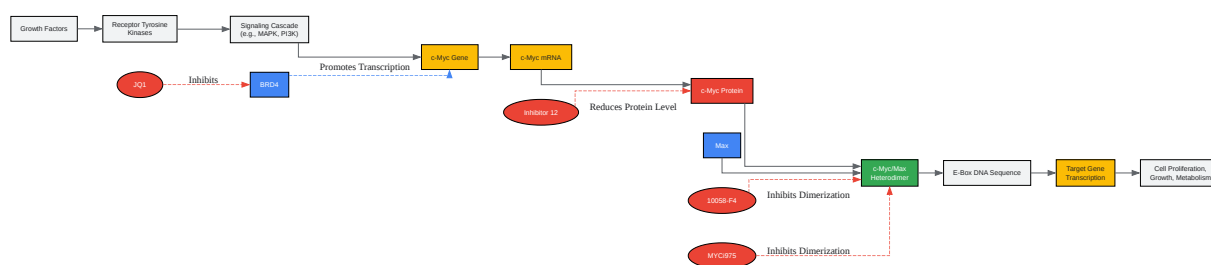 Growth Factors
Receptor Tyrosine
Kinases
Signaling Cascade
(e.g., MAPK, PI3K)
c-Myc Gene
c-Myc mRNA
Promotes Transcription
JQ1
Inhibits
BRD4
c-Myc Protein
Inhibitor 12
Reduces Protein Level
Max
c-Myc/Max
Heterodimer
E-Box DNA Sequence
Target Gene
Transcription
Cell Proliferation,
Growth, Metabolism
10058-F4
Inhibits Dimerization
MYCi975
Inhibits Dimerization